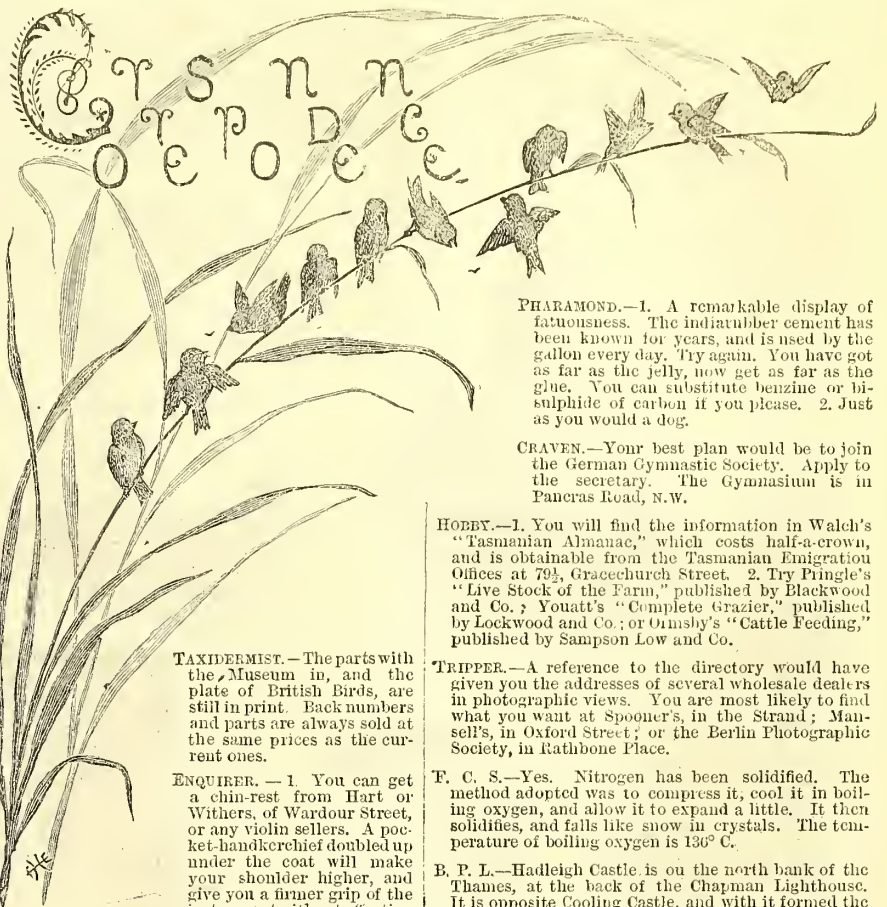 Correspondence.
TAXIDERMIST.—The parts with
the Museum in, and the
plate of British Birds, are
still in print. Back numbers
and parts are always sold at
the same prices as the cur-
rent ones.
ENQUIRER. — 1. You can get
a chin-rest from Hart or
Withers, of Wardour Street,
or any violin sellers. A poc-
ket-handkerchief doubled up
under the coat will make
your shoulder higher, and
give you a firmer grip of the
PHARAMOND.—1. A remarkable display of
fatuousness. The indiarubber cement has
been known for years, and is used by the
gallon every day. Try again. You have got
as far as the jelly, now get as far as the
glue. You can substitute benzine or bi-
sulphide of carbon if you please. 2. Just
as you would a dog.
CRAVEN.—Your best plan would be to join
the German Gymnastic Society. Apply to
the secretary. The Gymnasium is in
Pancras Road, N.W.
HOBBY.—1. You will find the information in Walch's
"Tasmanian Almanac," which costs half-a-crown,
and is obtainable from the Tasmanian Emigration
Offices at 79½, Gracechurch Street. 2. Try Pringle's
"Live Stock of the Farm," published by Blackwood
and Co.; Youatt's "Complete Grazier," published
by Lockwood and Co.; or Ormsby's "Cattle Feeding,"
published by Sampson Low and Co.
TRIPPER.—A reference to the directory would have
given you the addresses of several wholesale dealers
in photographic views. You are most likely to find
what you want at Spooner's, in the Strand; Man-
sell's, in Oxford Street; or the Berlin Photographic
Society, in Rathbone Place.
F. C. S.—Yes. Nitrogen has been solidified. The
method adopted was to compress it, cool it in boil-
ing oxygen, and allow it to expand a little. It then
solidifies, and falls like snow in crystals. The tem-
perature of boiling oxygen is 136° C.
B. P. L.—Hadleigh Castle is on the north bank of the
Thames, at the back of the Chapman Lighthouse.
It is opposite Cooling Castle, and with it formed the